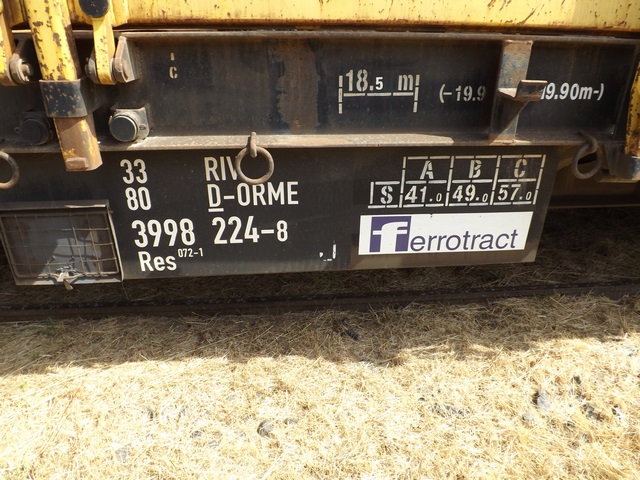 C
18.5 m
(-19.9
19.90m-)
33 RIV
80 D-ORME
3998 224-8
Res 072-1
A B C
S 41.0 49.0 57.0
ferrotract